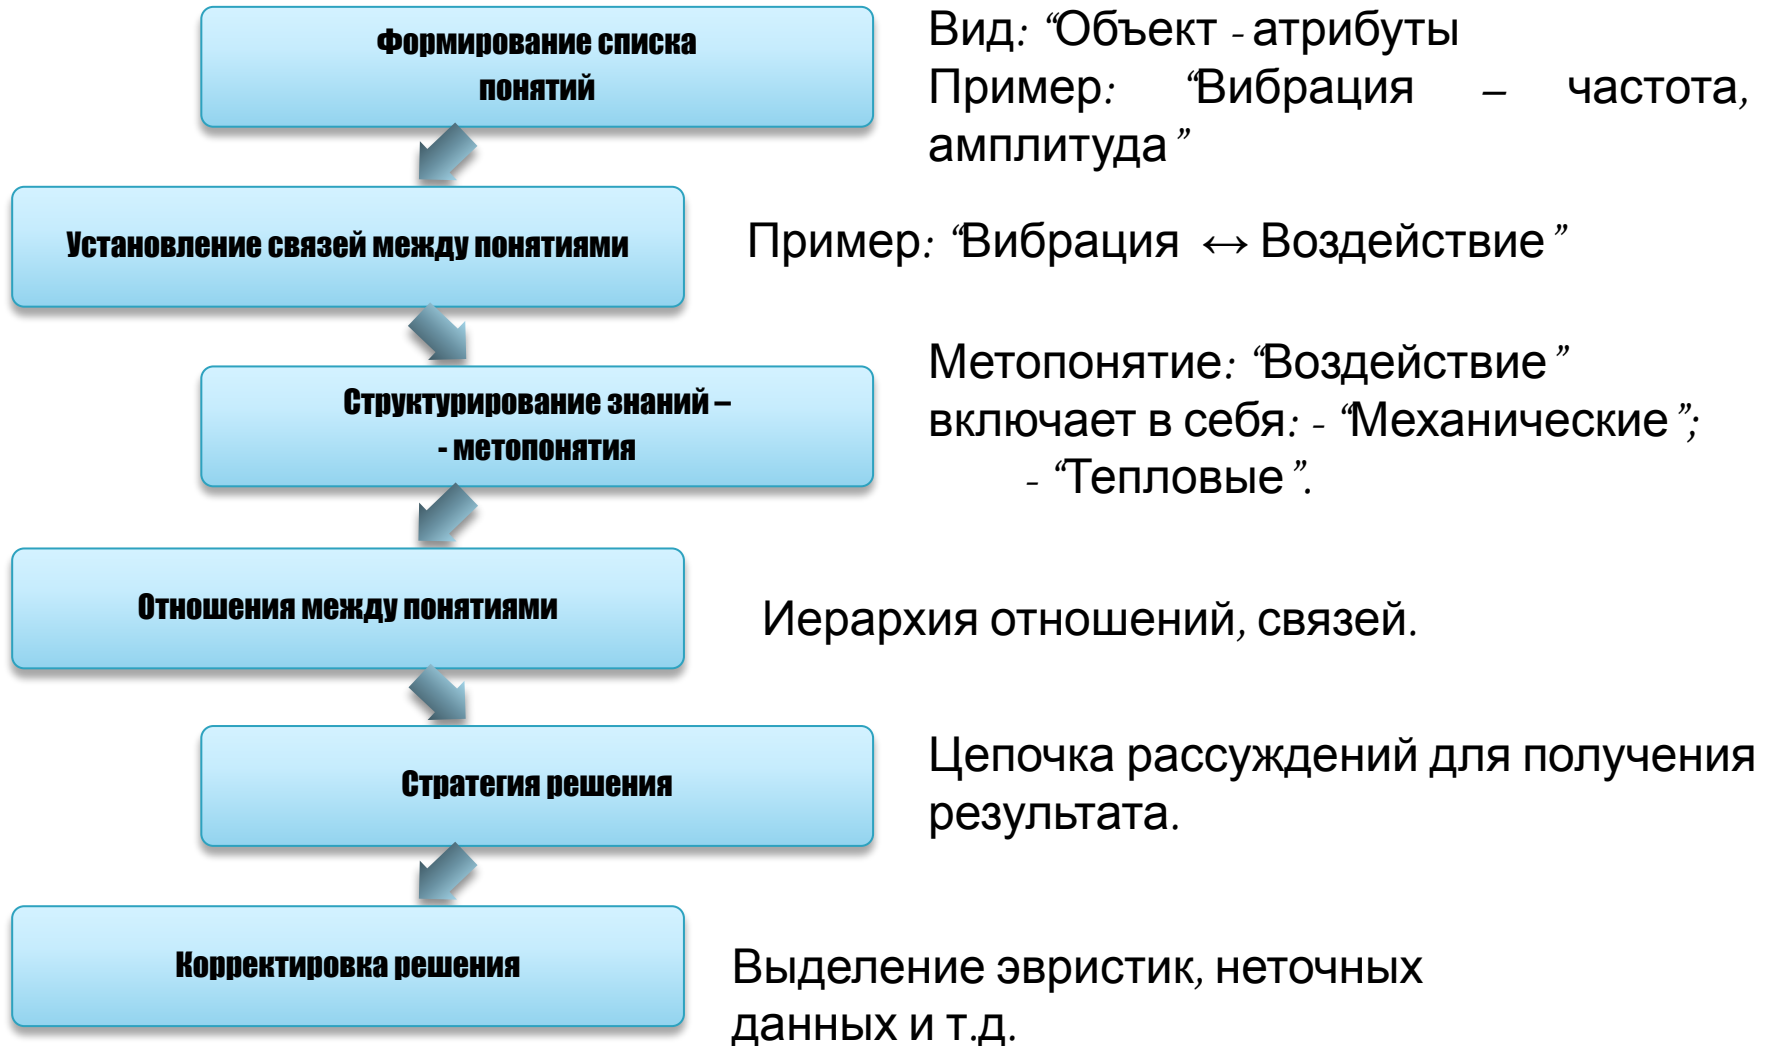 Формирование списка
понятий
Вид: “Объект - атрибуты
Пример: “Вибрация – частота,
амплитуда”
Установление связей между понятиями
Пример: “Вибрация ↔ Воздействие”
Структурирование знаний –
- метопонятия
Метопонятие: “Воздействие”
включает в себя: - “Механические”;
- “Тепловые”.
Отношения между понятиями
Иерархия отношений, связей.
Стратегия решения
Цепочка рассуждений для получения
результата.
Корректировка решения
Выделение эвристик, неточных
данных и т.д.